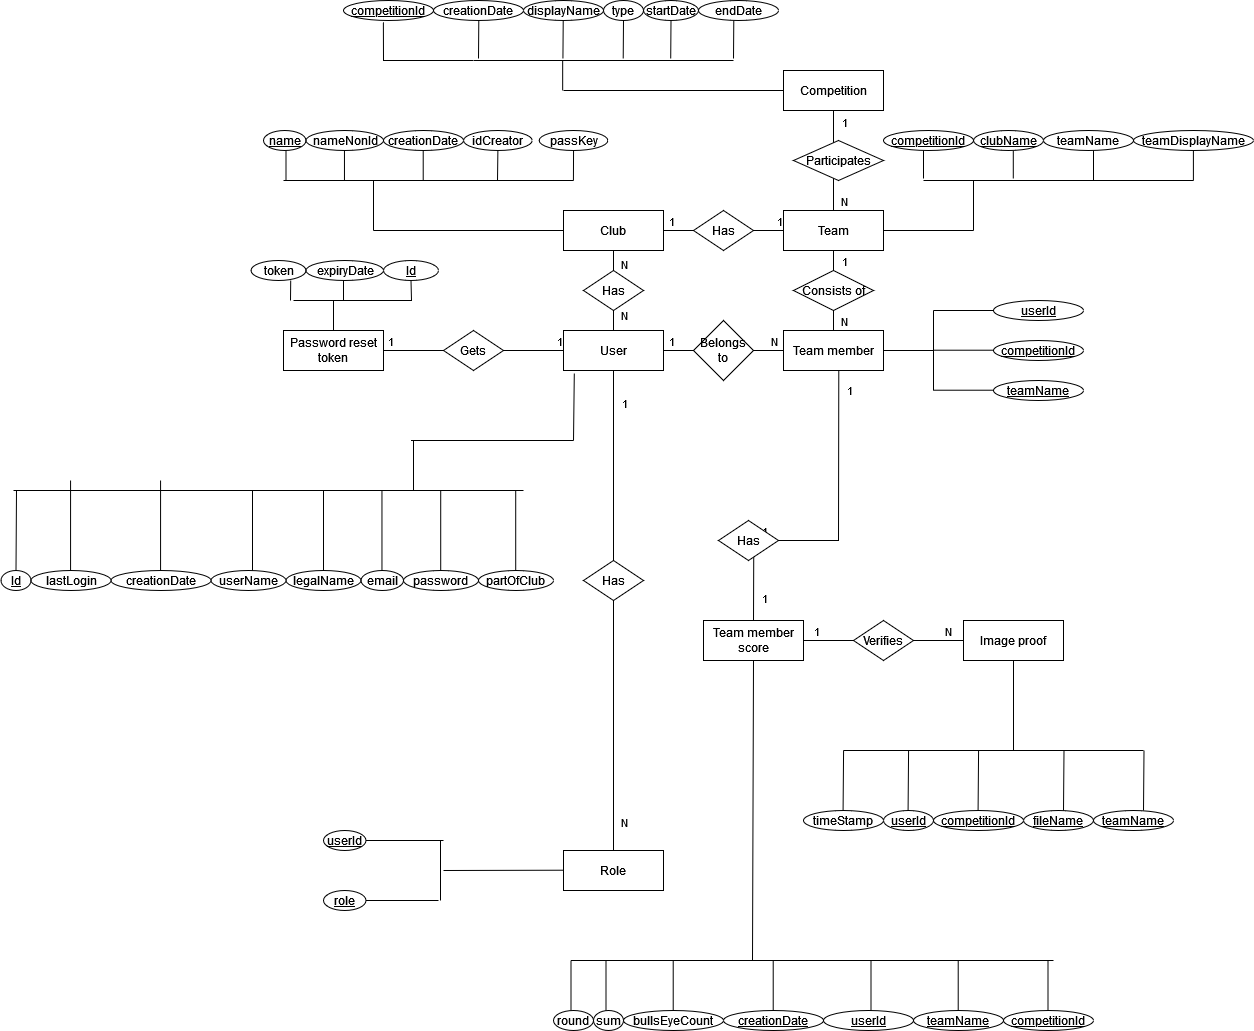 competitionId creationDate displayName type startDate endDate
Competition
1
name nameNonId creationDate idCreator passKey
Participates
competitionId clubName teamName teamDisplayName
N
Club
1
Has
1
Team
N
1
token expiryDate Id
Has
Consists of
N
N
Password reset
token
1
Gets
1
User
1
Belongs
to
N
Team member
userId
competitionId
teamName
1
1
Has
1
Id lastLogin creationDate userName legalName email password partOfClub
Has
1
Team member
score
1
Verifies
N
Image proof
timeStamp userId competitionId fileName teamName
N
userId
Role
role
round sum bullsEyeCount creationDate userId teamName competitionId